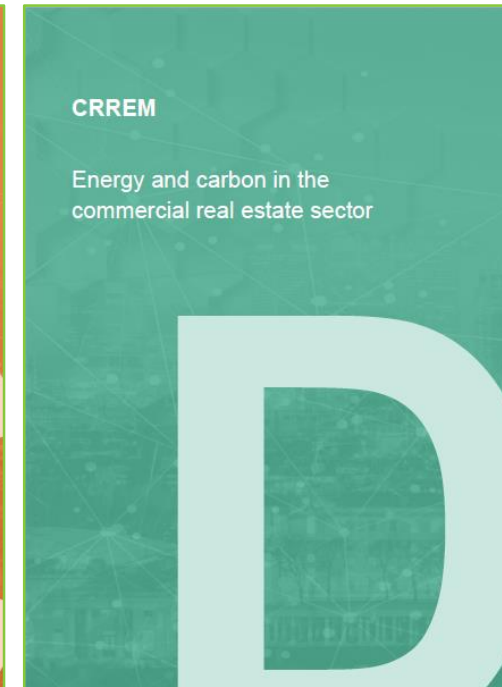 CRREM
Energy and carbon in the
commercial real estate sector
D